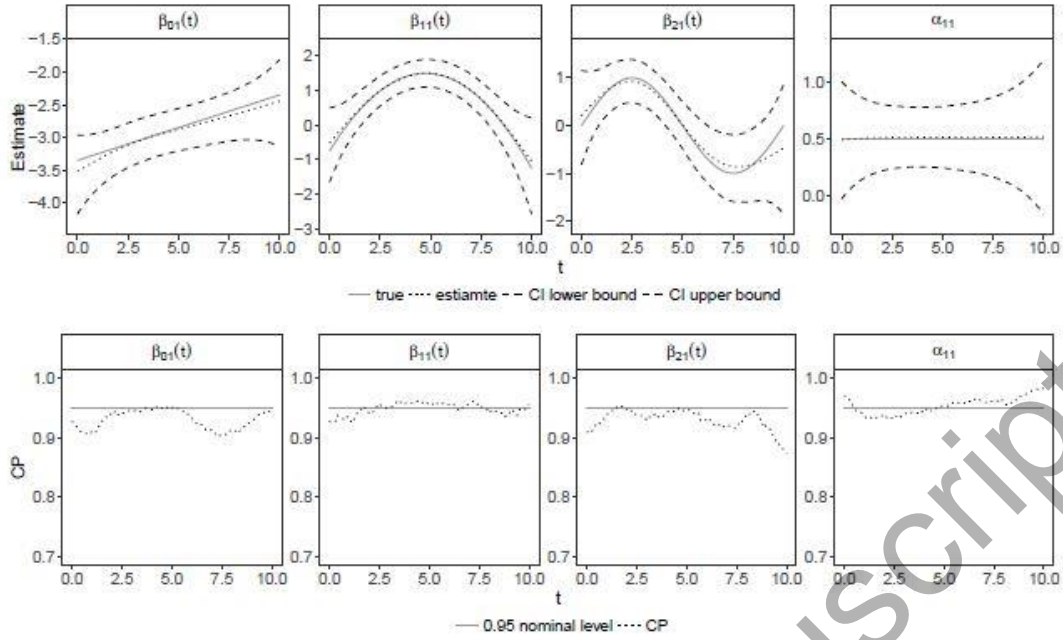 β01(t) β11(t) β21(t) α11
Estimate
−1.5
−2.0
−2.5
−3.0
−3.5
−4.0
2
1
0
−1
−2
−3
1
0
−1
−2
1.0
0.5
0.0
0.0 2.5 5.0 7.5 10.0 0.0 2.5 5.0 7.5 10.0 0.0 2.5 5.0 7.5 10.0 0.0 2.5 5.0 7.5 10.0
t
true estiamte CI lower bound CI upper bound
β01(t) β11(t) β21(t) α11
CP
1.0 1.0 1.0 1.0
0.9 0.9 0.9 0.9
0.8 0.8 0.8 0.8
0.7 0.7 0.7 0.7
0.0 2.5 5.0 7.5 10.0 0.0 2.5 5.0 7.5 10.0 0.0 2.5 5.0 7.5 10.0 0.0 2.5 5.0 7.5 10.0
t
0.95 nominal level CP
uscript